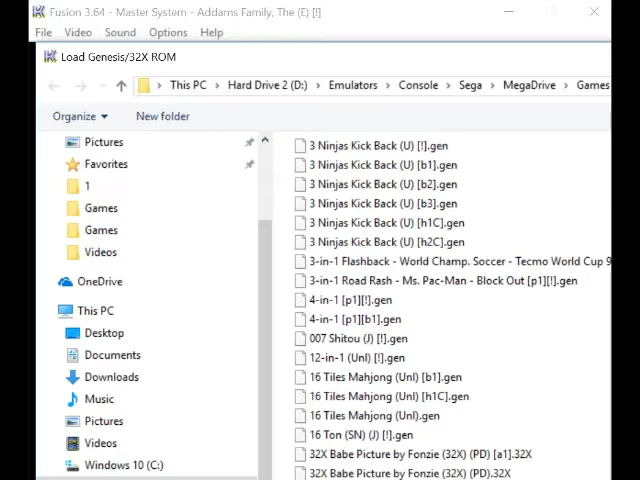 Fusion 3.64 - Master System - Addams Family, The (E) [!]
File Video Sound Options Help
Load Genesis/32X ROM
This PC > Hard Drive 2 (D:) > Emulators > Console > Sega > MegaDrive > Games
Organize New folder
Pictures
Favorites
1
Games
Games
Videos
OneDrive
This PC
Desktop
Documents
Downloads
Music
Pictures
Videos
Windows 10 (C:)
3 Ninjas Kick Back (U) [!].gen
3 Ninjas Kick Back (U) [b1].gen
3 Ninjas Kick Back (U) [b2].gen
3 Ninjas Kick Back (U) [b3].gen
3 Ninjas Kick Back (U) [h1C].gen
3 Ninjas Kick Back (U) [h2C].gen
3-in-1 Flashback - World Champ. Soccer - Tecmo World Cup 9
3-in-1 Road Rash - Ms. Pac-Man - Block Out [p1][!].gen
4-in-1 [p1][!].gen
4-in-1 [p1][b1].gen
007 Shitou (J) [!].gen
12-in-1 (Unl) [!].gen
16 Tiles Mahjong (Unl) [b1].gen
16 Tiles Mahjong (Unl) [h1C].gen
16 Tiles Mahjong (Unl).gen
16 Ton (SN) (J) [!].gen
32X Babe Picture by Fonzie (32X) (PD) [a1].32X
32X Babe Picture by Fonzie (32X) (PD).32X